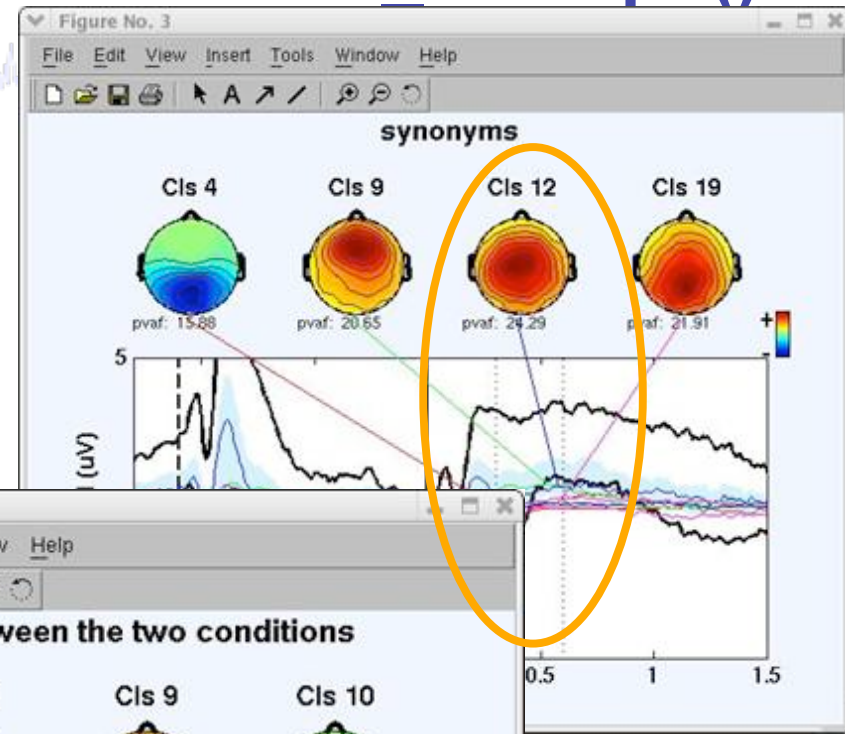 Figure No. 3
File Edit View Insert Tools Window Help
A
synonyms
Cls 4 Cls 9 Cls 12 Cls 19
pvaf: 15.88 pvaf: 20.65 pvaf: 24.29 pvaf: 21.91
+
-
5
(uV)
0.5 1 1.5
Help
ween the two conditions
Cls 9 Cls 10